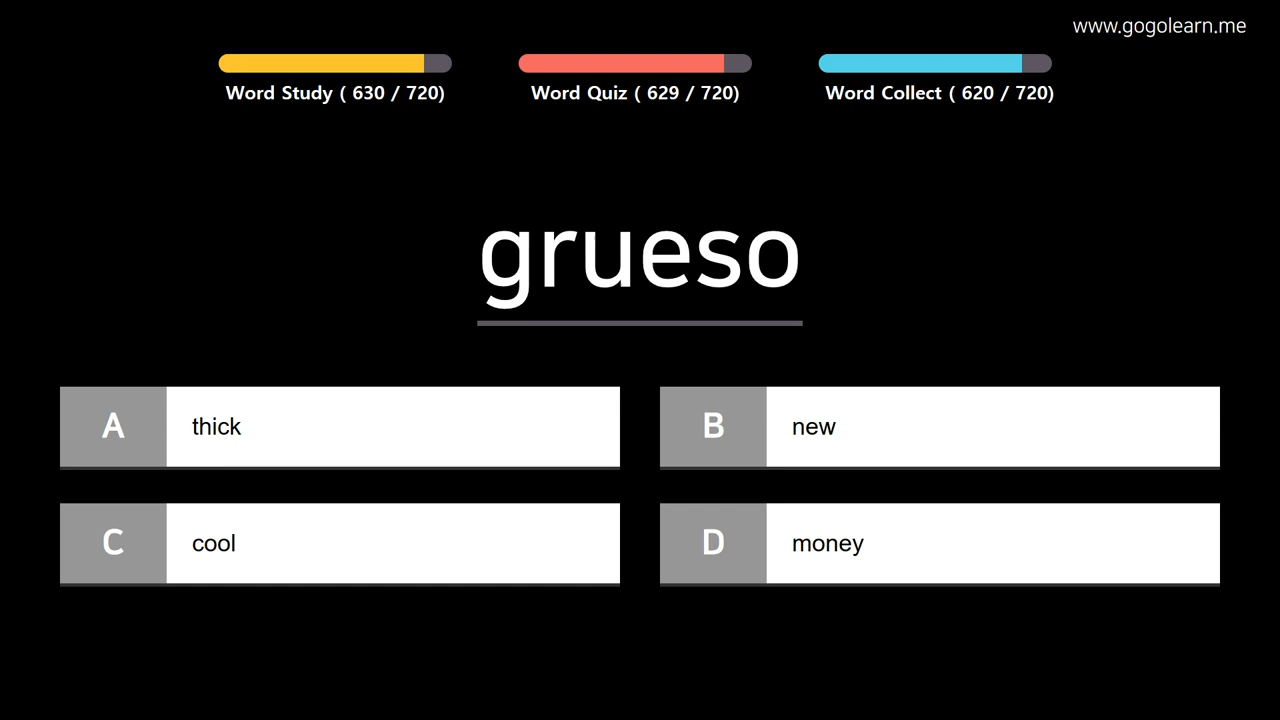 www.gogolearn.me
Word Study ( 630 / 720)
Word Quiz ( 629 / 720)
Word Collect ( 620 / 720)
grueso
A thick
B new
C cool
D money